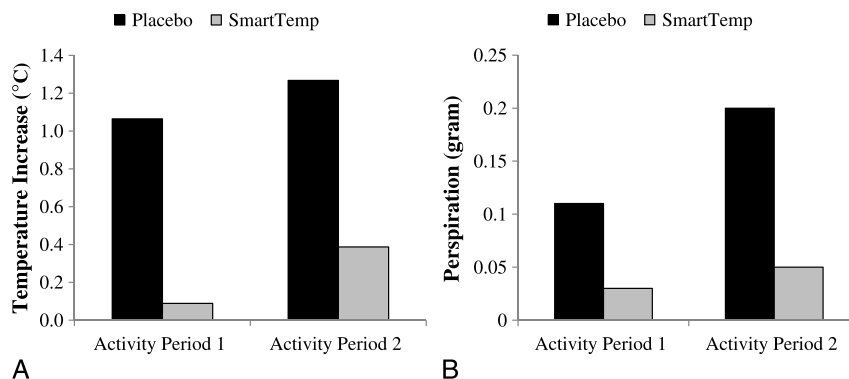 Placebo SmartTemp
Temperature Increase (°C)
1.4
1.2
1.0
0.8
0.6
0.4
0.2
0.0
Activity Period 1 Activity Period 2
A
Placebo SmartTemp
Perspiration (gram)
0.25
0.2
0.15
0.1
0.05
0
Activity Period 1 Activity Period 2
B